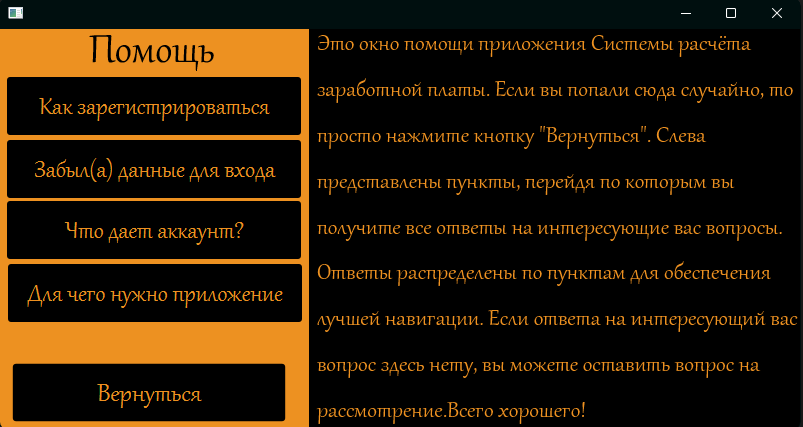 Помощь
Как зарегистрироваться
Забыл(а) данные для входа
Что дает аккаунт?
Для чего нужно приложение
Вернуться
Это окно помощи приложения Системы расчёта
заработной платы. Если вы попали сюда случайно, то
просто нажмите кнопку "Вернуться". Слева
представлены пункты, перейдя по которым вы
получите все ответы на интересующие вас вопросы.
Ответы распределены по пунктам для обеспечения
лучшей навигации. Если ответа на интересующий вас
вопрос здесь нету, вы можете оставить вопрос на
рассмотрение.Всего хорошего!